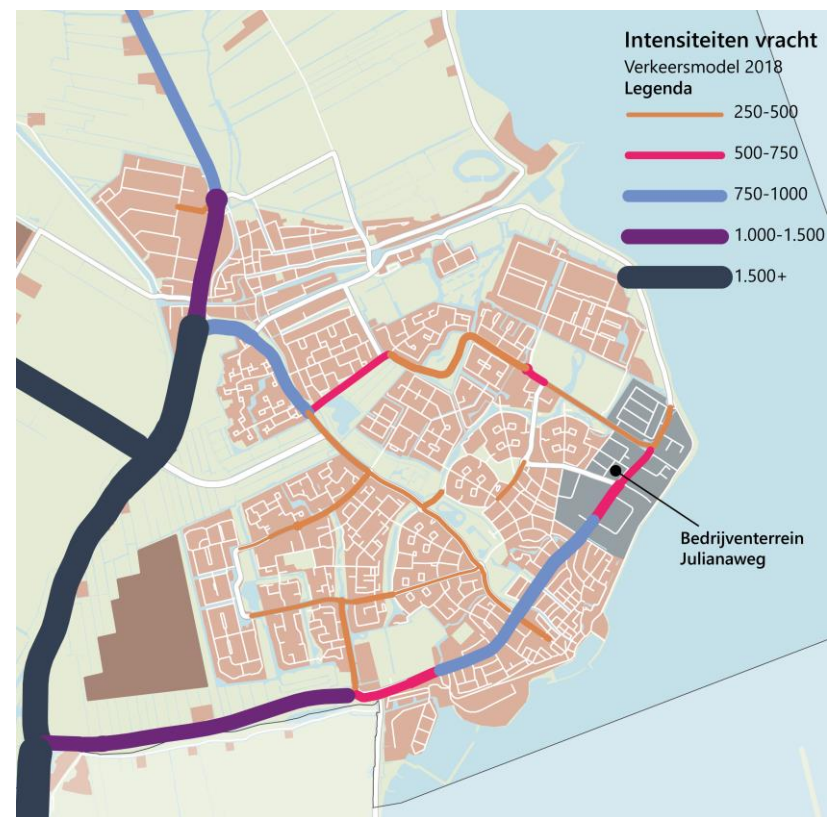 Intensiteiten vracht
Verkeersmodel 2018
Legenda
250-500
500-750
750-1000
1.000-1.500
1.500+
Bedrijventerrein
Julianaweg